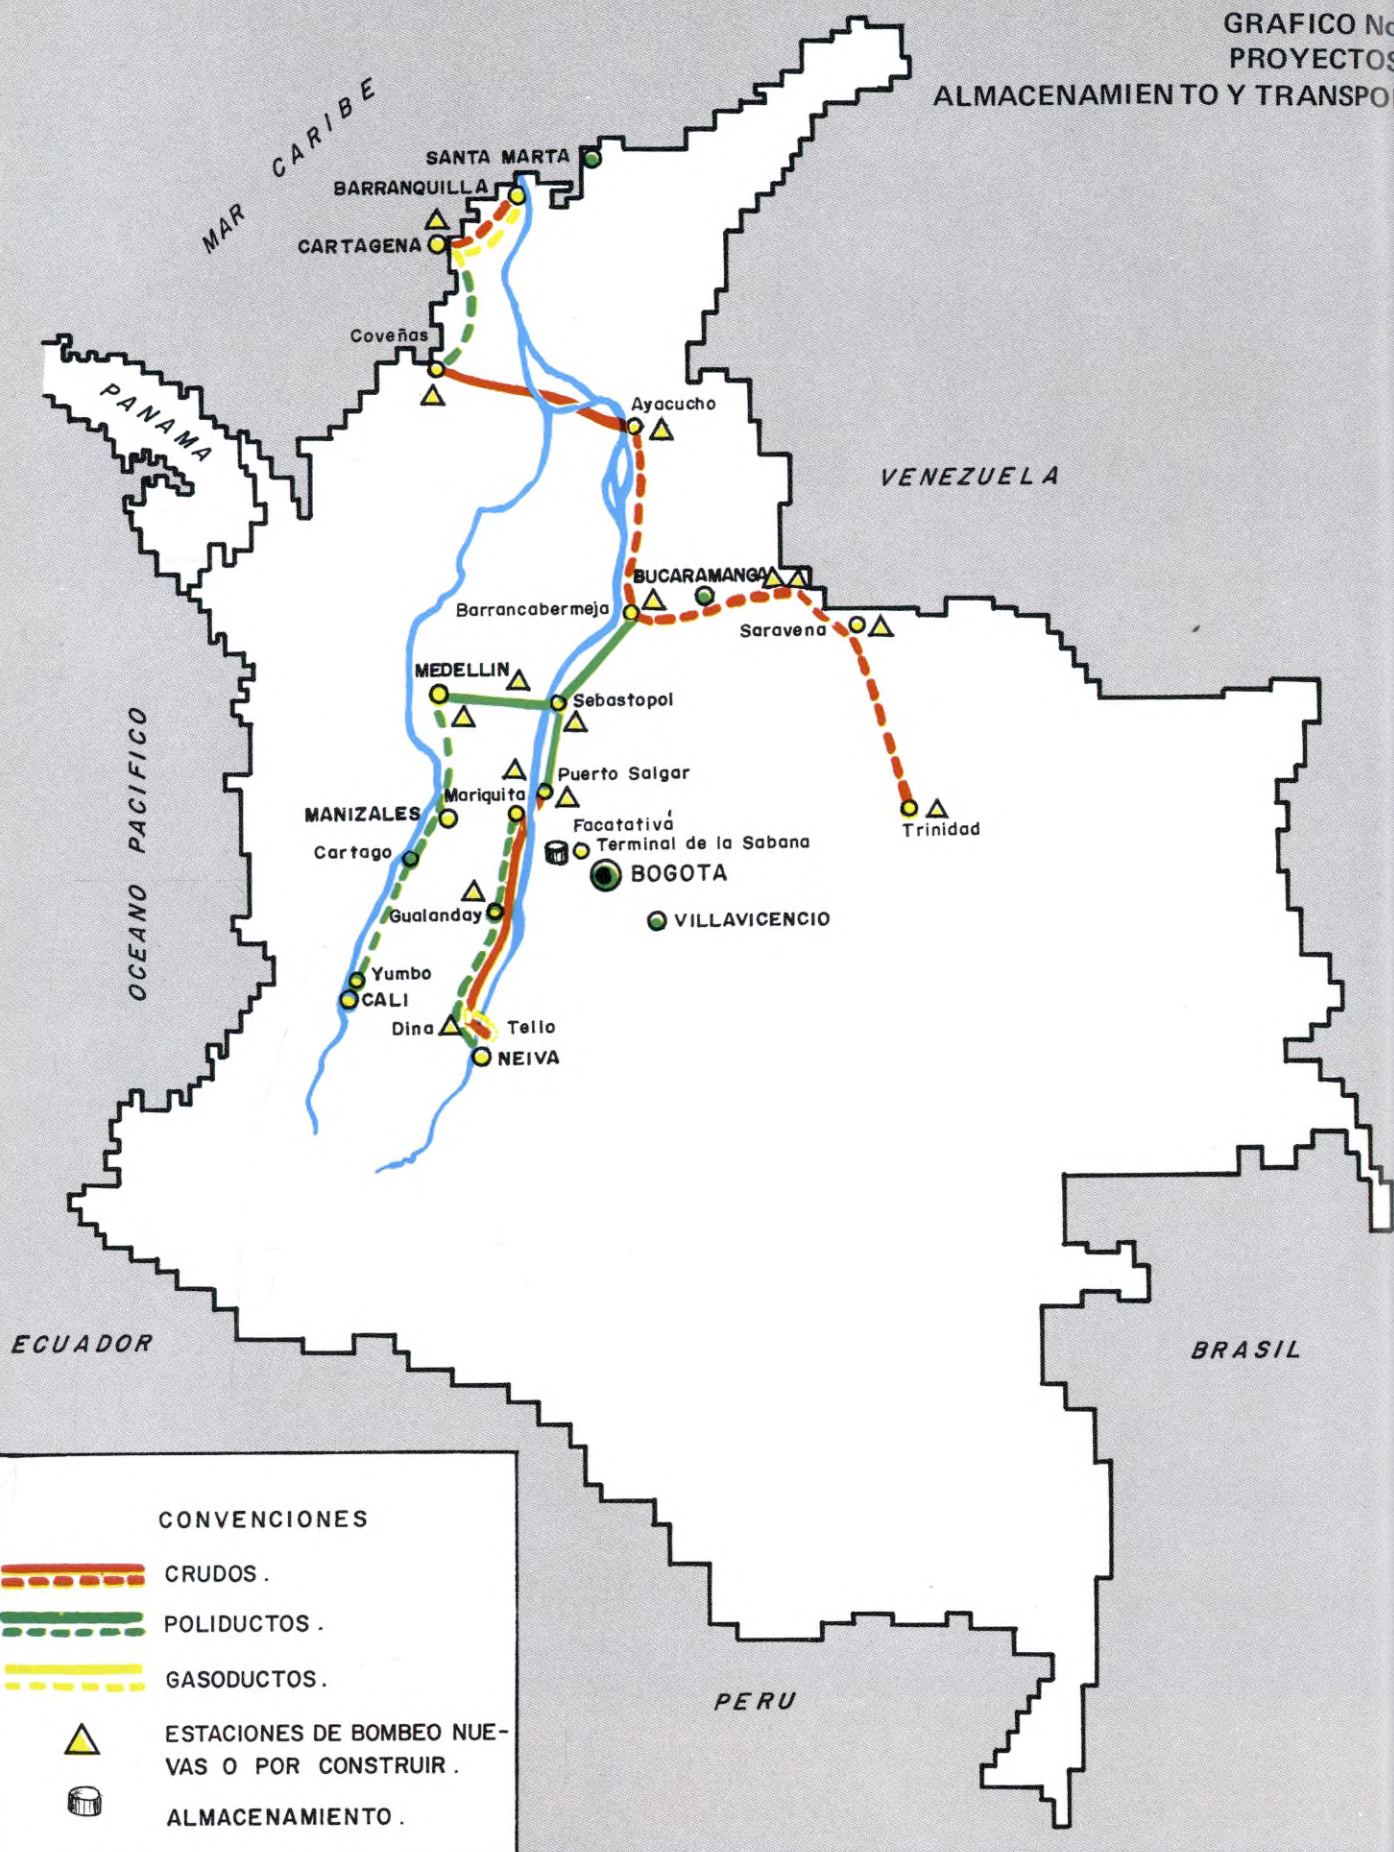 GRAFICO
PROYECTOS
ALMACENAMIENTO Y
MAR CARIBE
SANTA MARTA
BARRANQUILLA
CARTAGENA
Coveñas
PANAMA
Ayacucho
VENEZUELA
BUCARAMANGA
Barrancabermeja
Saravena
MEDELLIN
Sebastopol
OCEANO PACIFICO
Puerto Salgar
Mariquita
MANIZALES
Facatativá
Terminal de la Sabana
Trinidad
Cartago
BOGOTA
Gualanday
VILLAVICENCIO
Yumbo
CALI
Dina
Tello
NEIVA
ECUADOR
BRASIL
PERU
CONVENCIONES
CRUDOS.
POLIDUCTOS.
GASODUCTOS.
ESTACIONES DE BOMBEO NUE-
VAS O POR CONSTRUIR.
ALMACENAMIENTO.